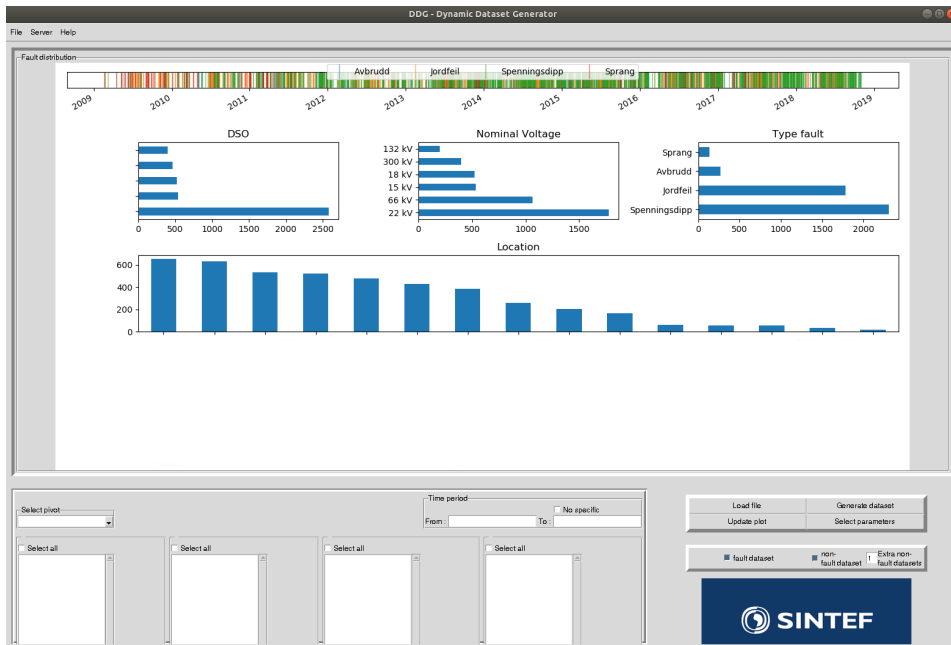 DDG - Dynamic Dataset Generator
File Server Help
Fault distribution
Avbrudd Jordfeil Spenningsdipp Sprang
2009 2010 2011 2012 2013 2014 2015 2016 2017 2018 2019
DSO
0 500 1000 1500 2000 2500
Nominal Voltage
132 kV
300 kV
18 kV
15 kV
66 kV
22 kV
0 500 1000 1500
Type fault
Sprang
Avbrudd
Jordfeil
Spenningsdipp
0 500 1000 1500 2000
Location
600
400
200
0
Select pivot
Time period
No specific
From : To :
Select all Select all Select all Select all
Load file Generate dataset
Update plot Select parameters
fault dataset
non-
fault dataset
1
Extra non-
fault datasets
SINTEF